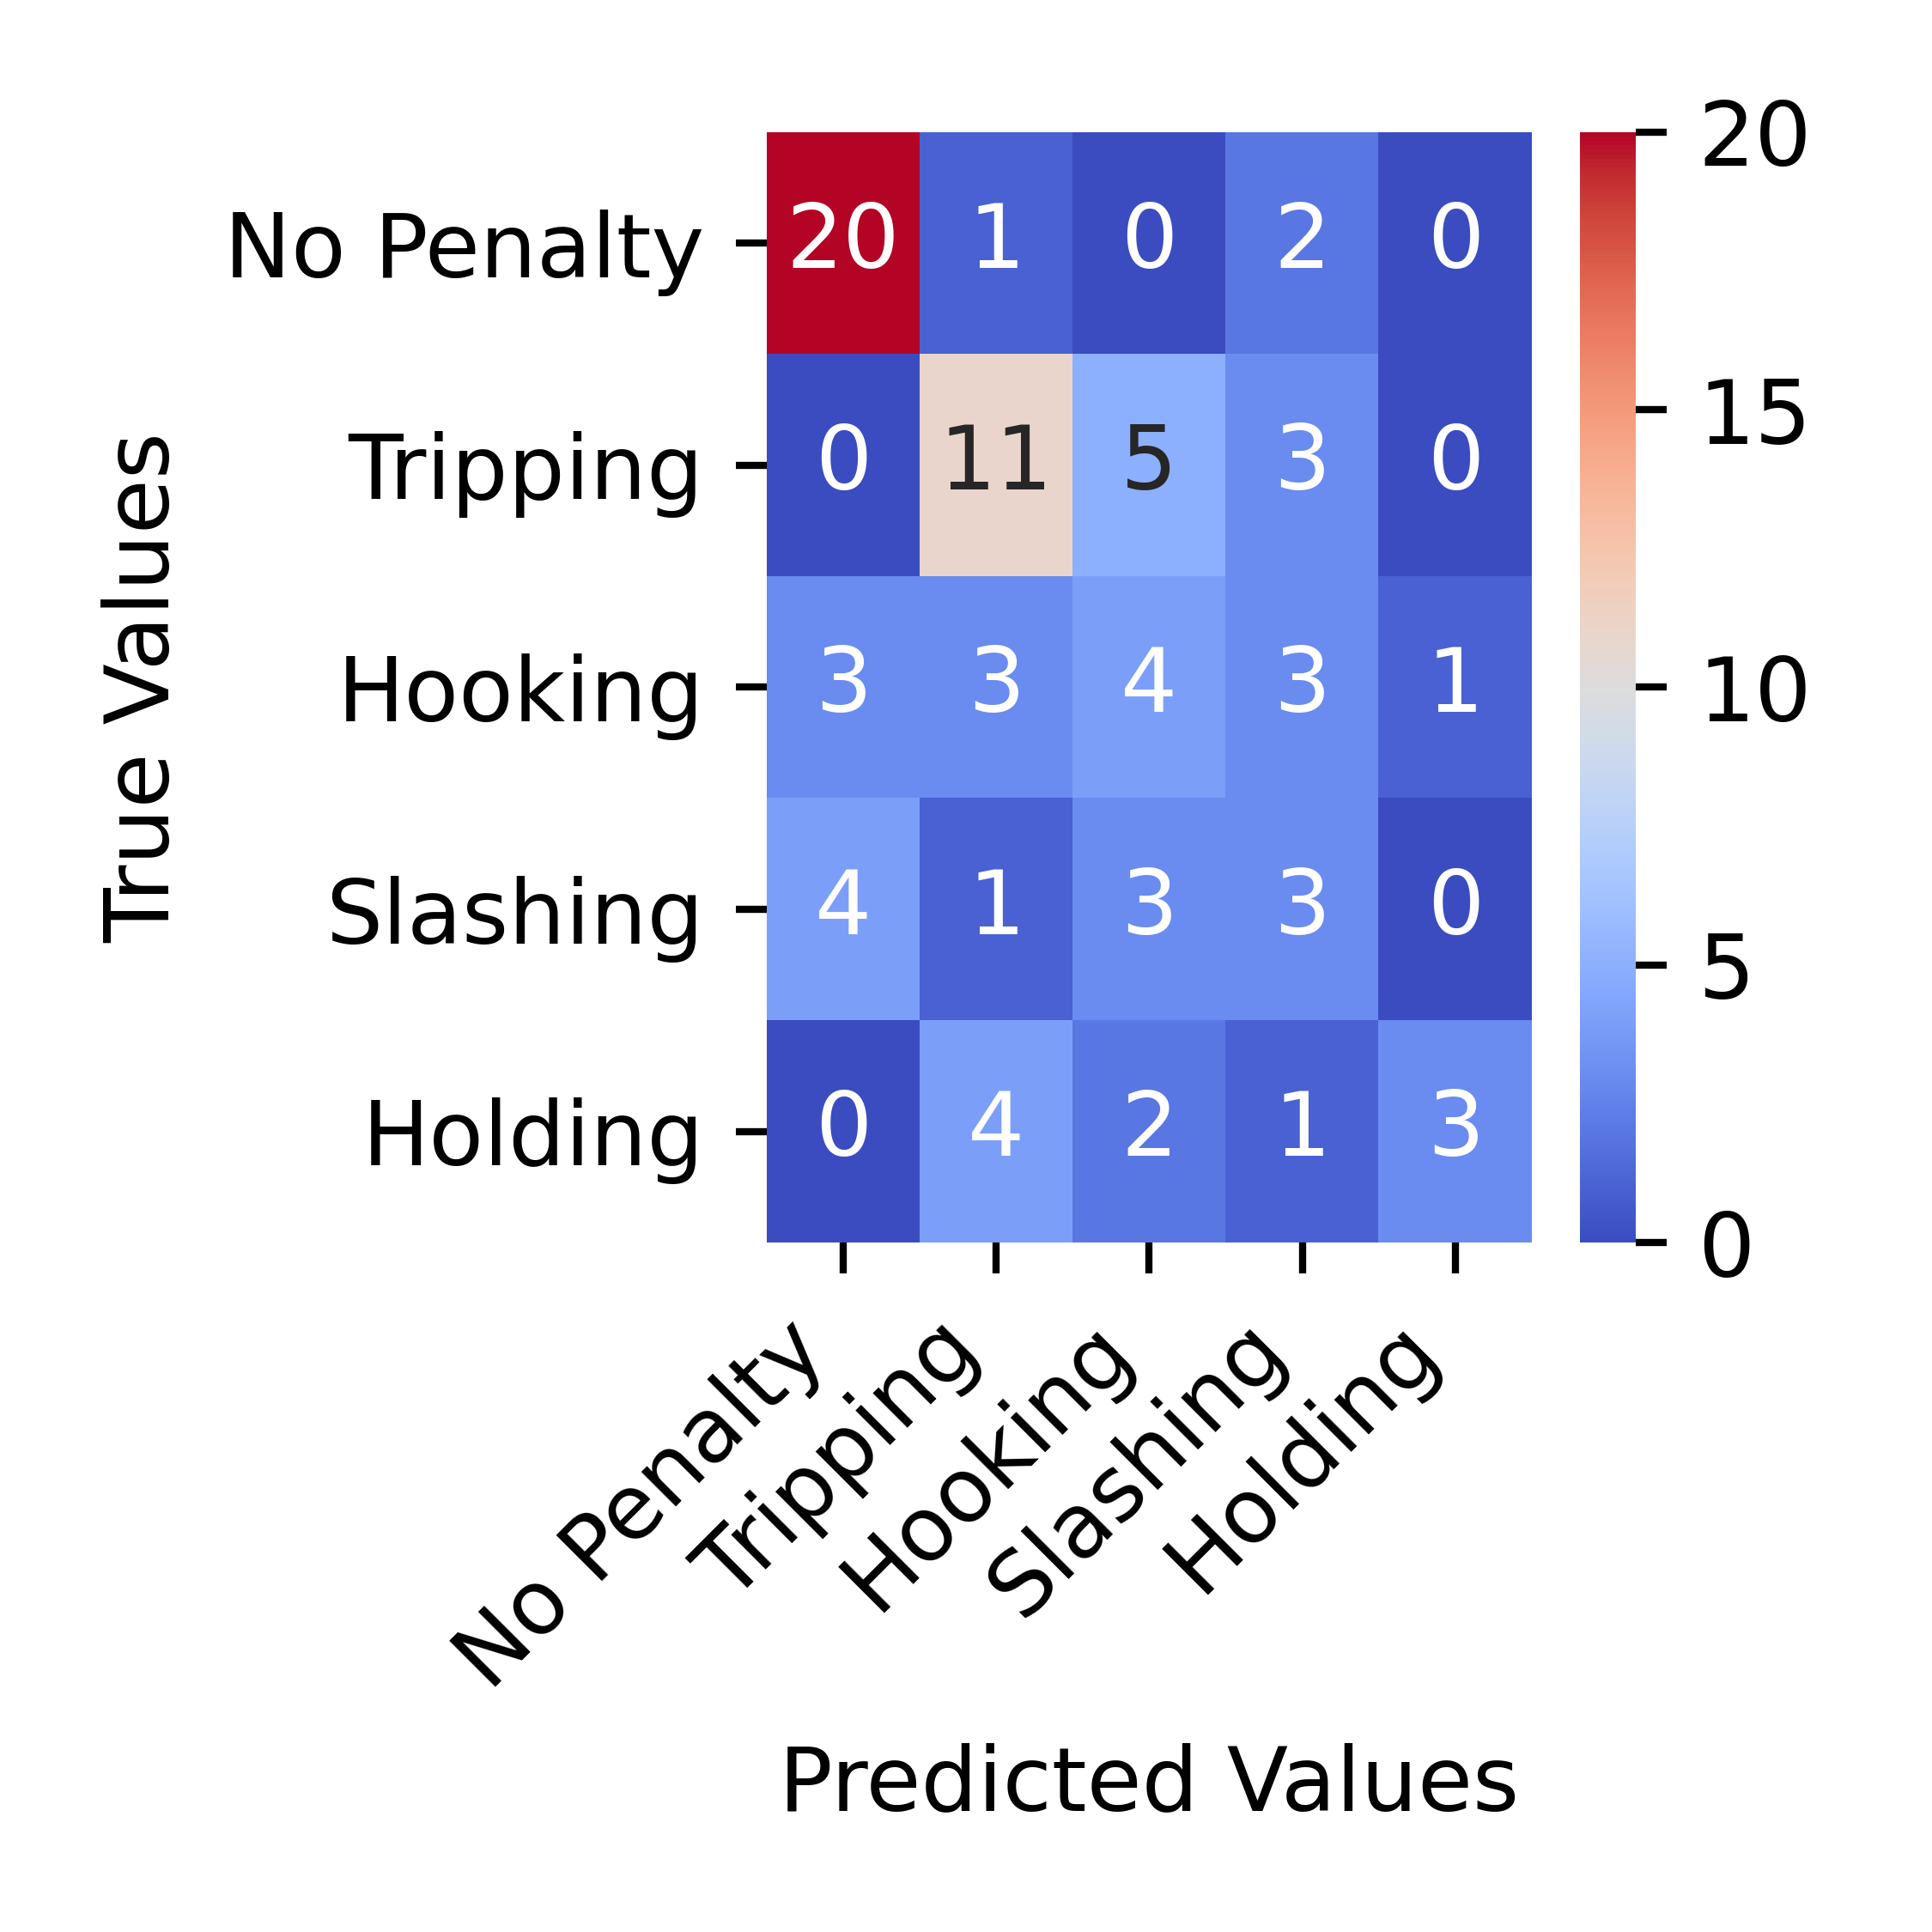 True Values
No Penalty 20 1 0 2 0
Tripping 0 11 5 3 0
Hooking 3 3 4 3 1
Slashing 4 1 3 3 0
Holding 0 4 2 1 3
20
15
10
5
0
No Penalty
Tripping
Hooking
Slashing
Holding
Predicted Values